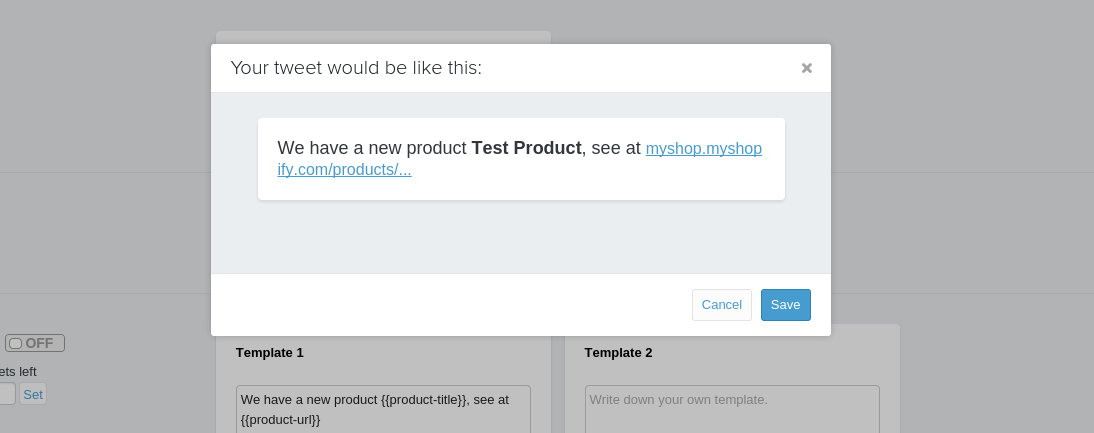 Your tweet would be like this:
We have a new product Test Product, see at myshop.myshop
ify.com/products/...
Cancel
Save
OFF
ets left
Set
Template 1
We have a new product {{product-title}}, see at
{{product-url}}
Template 2
Write down your own template.